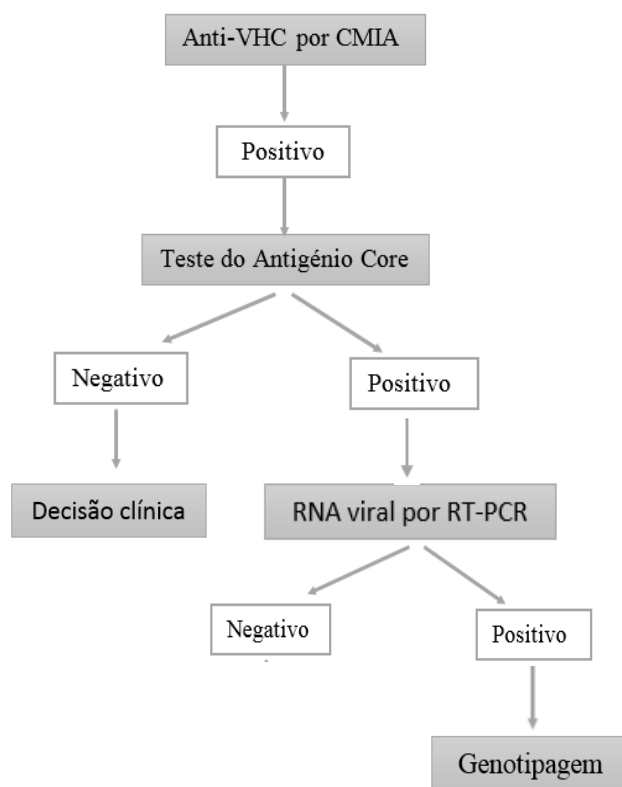 Anti-VHC por CMIA
Positivo
Teste do Antigénio Core
Negativo
Positivo
Decisão clínica
RNA viral por RT-PCR
Negativo
Positivo
Genotipagem